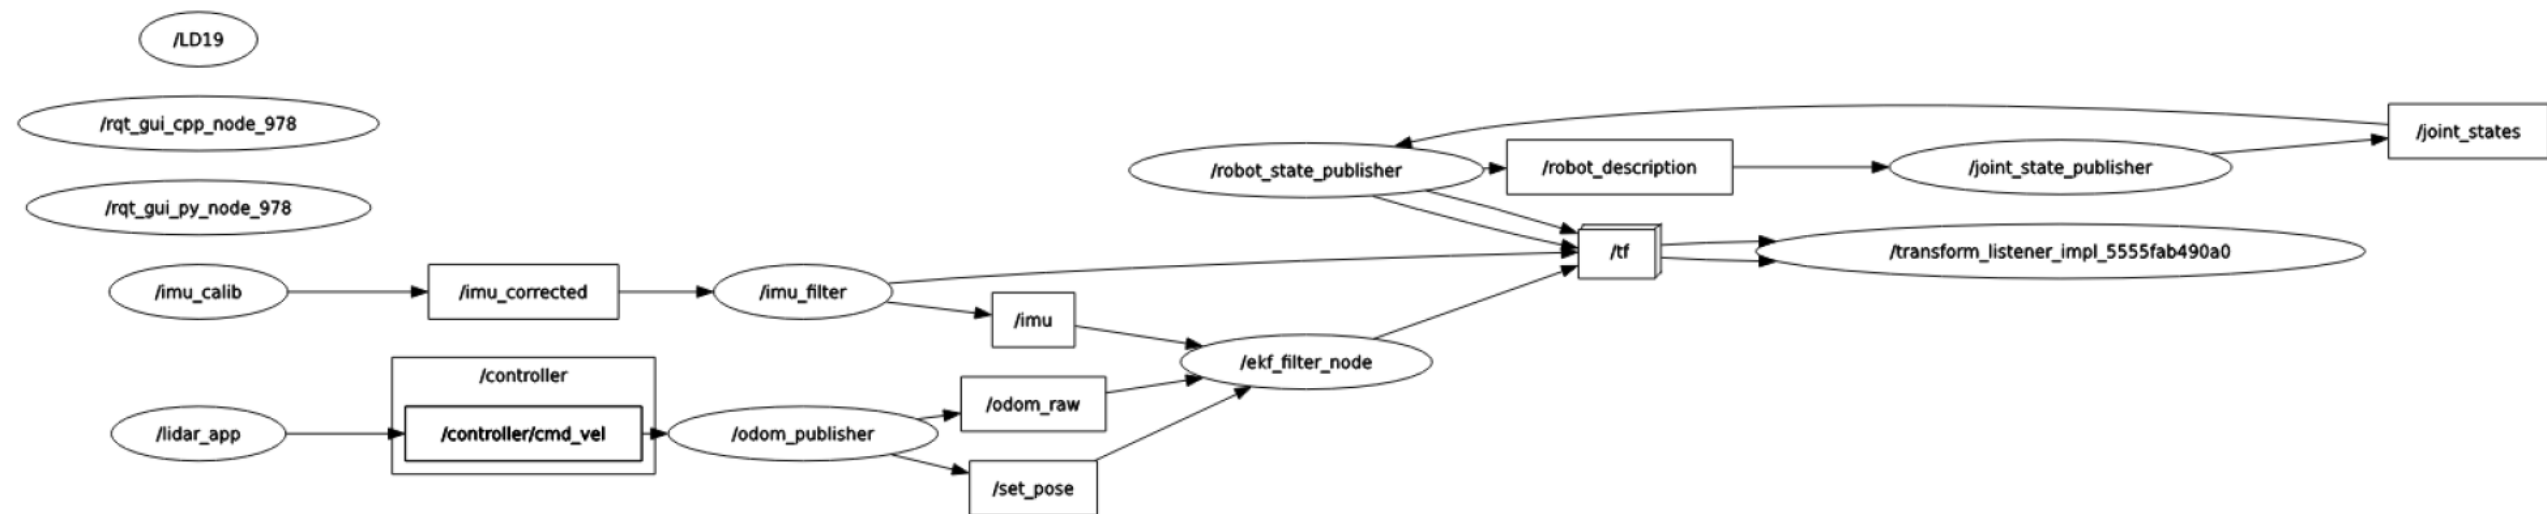 /LD19
/rqt_gui_cpp_node_978
/rqt_gui_py_node_978
/imu_calib
/imu_corrected
/imu_filter
/imu
/lidar_app
/controller
/controller/cmd_vel
/odom_publisher
/odom_raw
/set_pose
/ekf_filter_node
/robot_state_publisher
/robot_description
/joint_state_publisher
/joint_states
/tf
/transform_listener_impl_5555fab490a0